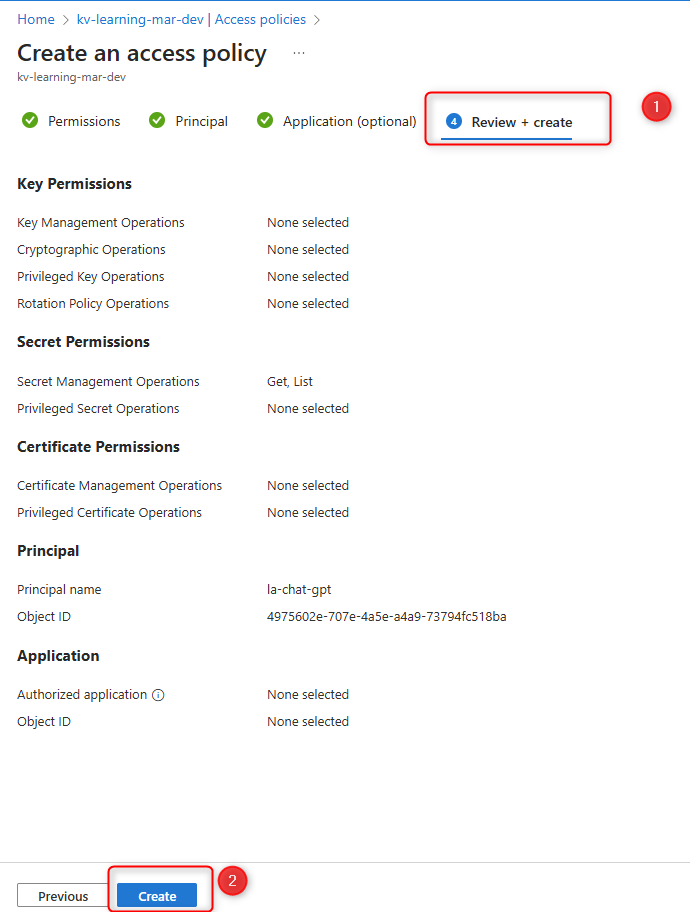 Home > kv-learning-mar-dev | Access policies >
Create an access policy ...
kv-learning-mar-dev
Permissions Principal Application (optional) 4 Review + create 1
Key Permissions
Key Management Operations None selected
Cryptographic Operations None selected
Privileged Key Operations None selected
Rotation Policy Operations None selected
Secret Permissions
Secret Management Operations Get, List
Privileged Secret Operations None selected
Certificate Permissions
Certificate Management Operations None selected
Privileged Certificate Operations None selected
Principal
Principal name la-chat-gpt
Object ID 4975602e-707e-4a5e-a4a9-73794fc518ba
Application
Authorized application None selected
Object ID None selected
Previous Create 2